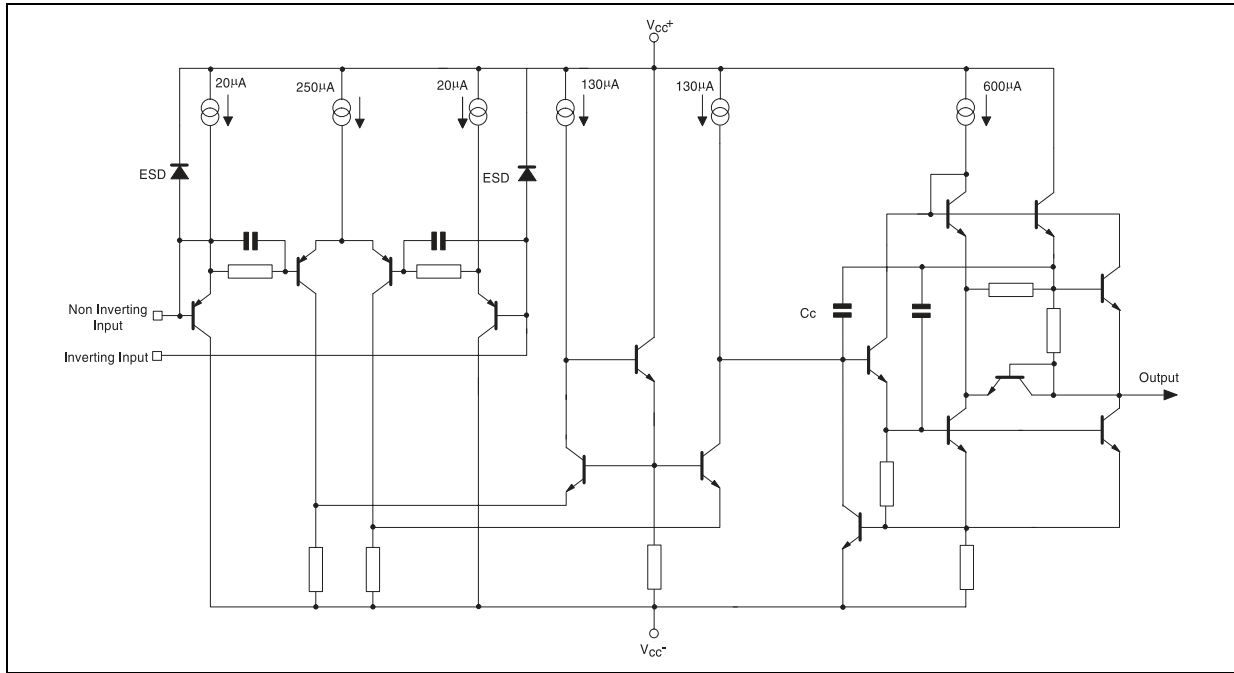 VCC+
20µA
250µA
20µA
130µA
130µA
600µA
ESD
ESD
Non Inverting
Input
Inverting Input
Cc
Output
VCC-